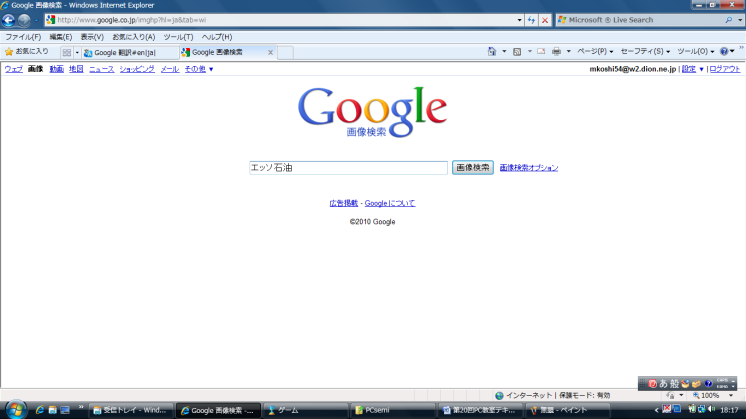 Google 画像検索 - Windows Internet Explorer
http://www.google.co.jp/imghp?hl=ja&tab=wi
Microsoft ® Live Search
ファイル(F) 編集(E) 表示(V) お気に入り(A) ツール(T) ヘルプ(H)
お気に入り Google 翻訳#en|ja| Google 画像検索 ページ(P) セーフティ(S) ツール(O)
ウェブ 画像 動画 地図 ニュース ショッピング メール その他 ▼ mkoshi54@w2.dion.ne.jp | 設定 ▼ | ログアウト
Google
画像検索
エッソ石油 画像検索 画像検索オプション
広告掲載 - Google について
©2010 Google
あ 般
インターネット | 保護モード: 有効 100%
受信トレイ - Wind... Google 画像検索 -... ゲーム PCsemi 第20回PC教室テキ... - ペイント 18:17